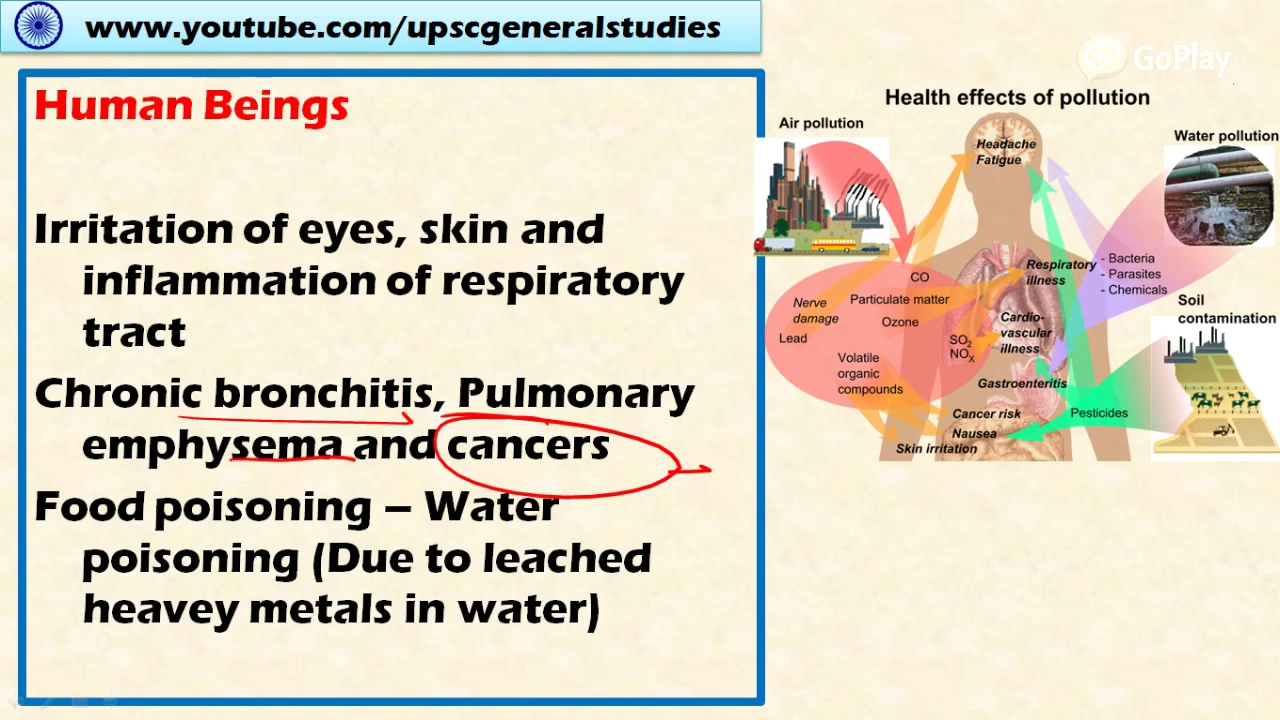 www.youtube.com/upscgeneralstudies
GoPlay
Human Beings
Irritation of eyes, skin and
inflammation of respiratory
tract
Chronic bronchitis, Pulmonary
emphysema and cancers
Food poisoning – Water
poisoning (Due to leached
heavey metals in water)
Health effects of pollution
Air pollution
Water pollution
Headache
Fatigue
- Bacteria
- Parasites
- Chemicals
Respiratory
illness
CO
Particulate matter
Ozone
Nerve
damage
Lead
Volatile
organic
compounds
SO2
NOX
Cardio-
vascular
illness
Soil
contamination
Gastroenteritis
Pesticides
Cancer risk
Nausea
Skin irritation